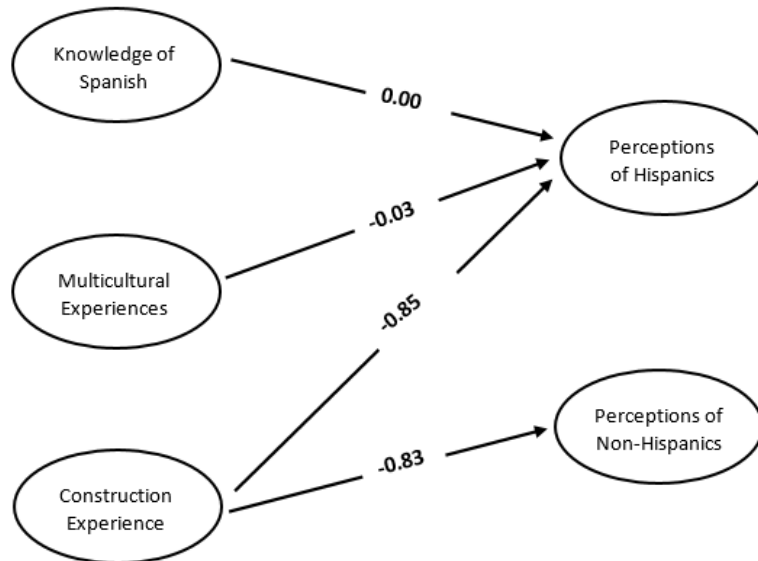 Knowledge of
Spanish
0.00
Perceptions
of Hispanics
-0.03
Multicultural
Experiences
-0.85
Perceptions of
Non-Hispanics
-0.83
Construction
Experience